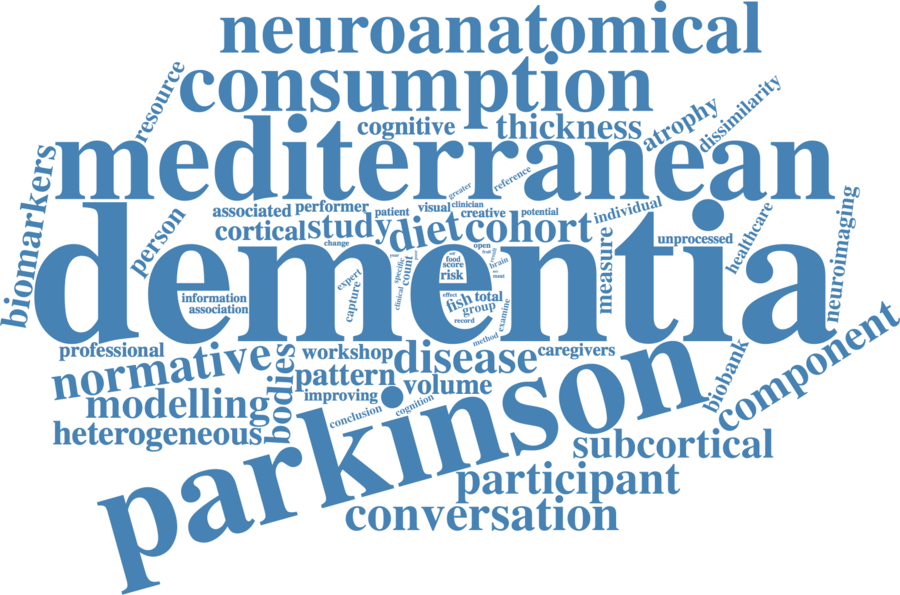 neuroanatomical
consumption
resource
cognitive
thickness
atrophy
dissimilarity
mediterranean
biomarkers
greater
reference
associated
performer
patient
visual
clinician
creative
potential
individual
person
cortical
study
diet
cohort
change
open
unprocessed
healthcare
neuroimaging
dementia
food
score
risk
brain
specific
count
clinical
expert
capture
measure
information
association
effect
fish
total
group
record
examine
method
professional
normative
workshop
disease
caregivers
bodies
pattern
volume
improving
modelling
conclusion
cognition
heterogeneous
parkinson
biobank
component
subcortical
participant
conversation